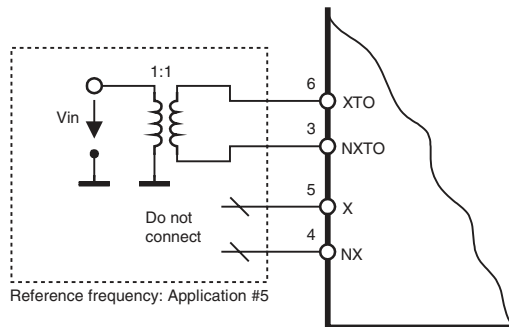 1:1
Vin
6
XTO
3
NXTO
5
X
Do not
connect
4
NX
Reference frequency: Application #5